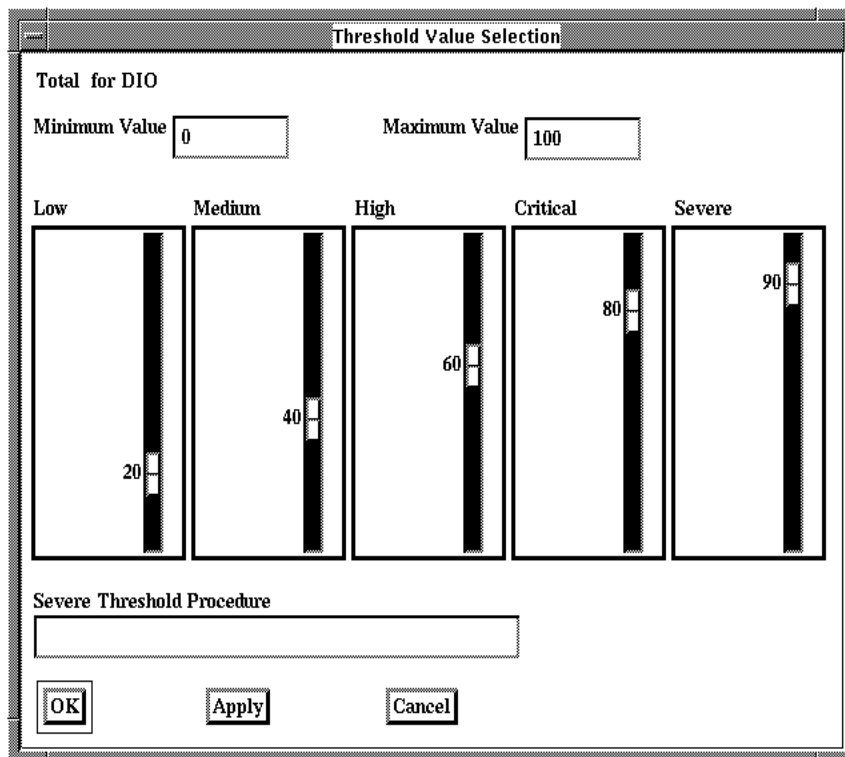 Threshold Value Selection
Total for DIO
Minimum Value 0 Maximum Value 100
Low Medium High Critical Severe
20 40 60 80 90
Severe Threshold Procedure
OK Apply Cancel